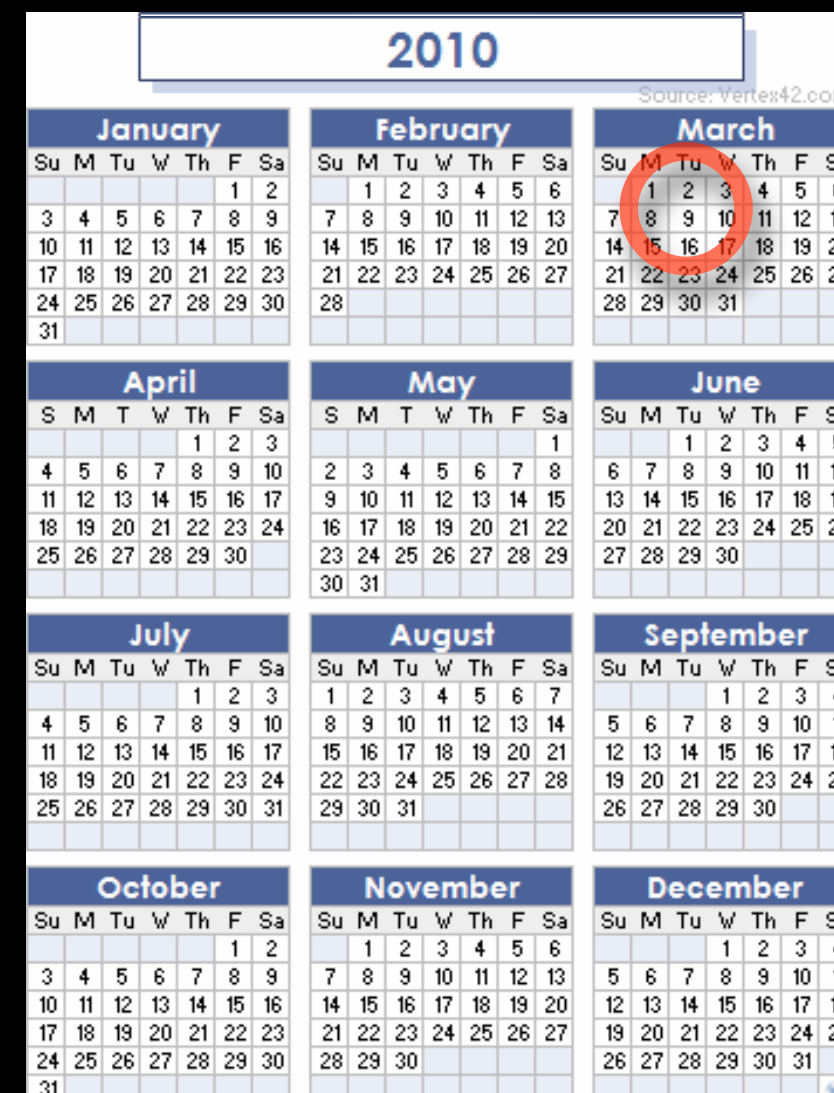 2010
Source: Vertex42.co
January
Su M Tu W Th F Sa
1 2
3 4 5 6 7 8 9
10 11 12 13 14 15 16
17 18 19 20 21 22 23
24 25 26 27 28 29 30
31
February
Su M Tu W Th F Sa
1 2 3 4 5 6
7 8 9 10 11 12 13
14 15 16 17 18 19 20
21 22 23 24 25 26 27
28
March
Su M Tu W Th F
1 2 3 4 5
7 8 9 10 11 12
14 15 16 17 18 19
21 22 23 24 25 26
28 29 30 31
April
S M T W Th F Sa
1 2 3
4 5 6 7 8 9 10
11 12 13 14 15 16 17
18 19 20 21 22 23 24
25 26 27 28 29 30
May
S M T W Th F Sa
1
2 3 4 5 6 7 8
9 10 11 12 13 14 15
16 17 18 19 20 21 22
23 24 25 26 27 28 29
30 31
June
Su M Tu W Th F
1 2 3 4
6 7 8 9 10 11
13 14 15 16 17 18
20 21 22 23 24 25
27 28 29 30
July
Su M Tu W Th F Sa
1 2 3
4 5 6 7 8 9 10
11 12 13 14 15 16 17
18 19 20 21 22 23 24
25 26 27 28 29 30 31
August
Su M Tu W Th F Sa
1 2 3 4 5 6 7
8 9 10 11 12 13 14
15 16 17 18 19 20 21
22 23 24 25 26 27 28
29 30 31
September
Su M Tu W Th F
1 2 3
5 6 7 8 9 10
12 13 14 15 16 17
19 20 21 22 23 24
26 27 28 29 30
October
Su M Tu W Th F Sa
1 2
3 4 5 6 7 8 9
10 11 12 13 14 15 16
17 18 19 20 21 22 23
24 25 26 27 28 29 30
31
November
Su M Tu W Th F Sa
1 2 3 4 5 6
7 8 9 10 11 12 13
14 15 16 17 18 19 20
21 22 23 24 25 26 27
28 29 30
December
Su M Tu W Th F
1 2 3
5 6 7 8 9 10
12 13 14 15 16 17
19 20 21 22 23 24
26 27 28 29 30 31